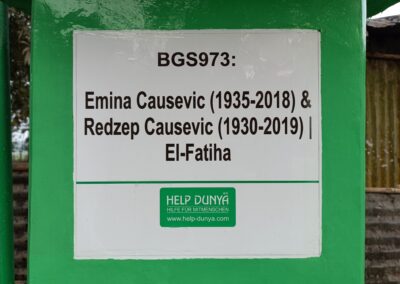 BGS973:
Emina Causevic (1935-2018) &
Redzep Causevic (1930-2019) |
El-Fatiha
HELP DUNYA
HILFE FÜR MITMENSCHEN
www.help-dunya.com